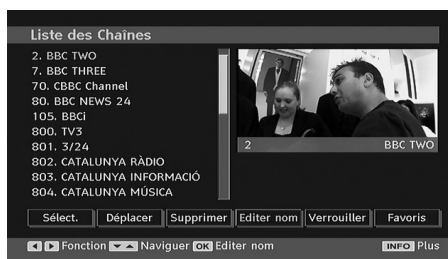 Liste des Chaînes
2. BBC TWO
7. BBC THREE
70. CBBC Channel
80. BBC NEWS 24
105. BBCi
800. TV3
801. 3/24
802. CATALUNYA RÀDIO
803. CATALUNYA INFORMACIÓ
804. CATALUNYA MÚSICA
2 BBC TWO
Sélect. Déplacer Supprimer Editer nom Verrouiller Favoris
Fonction Naviguer OK Editer nom INFO Plus